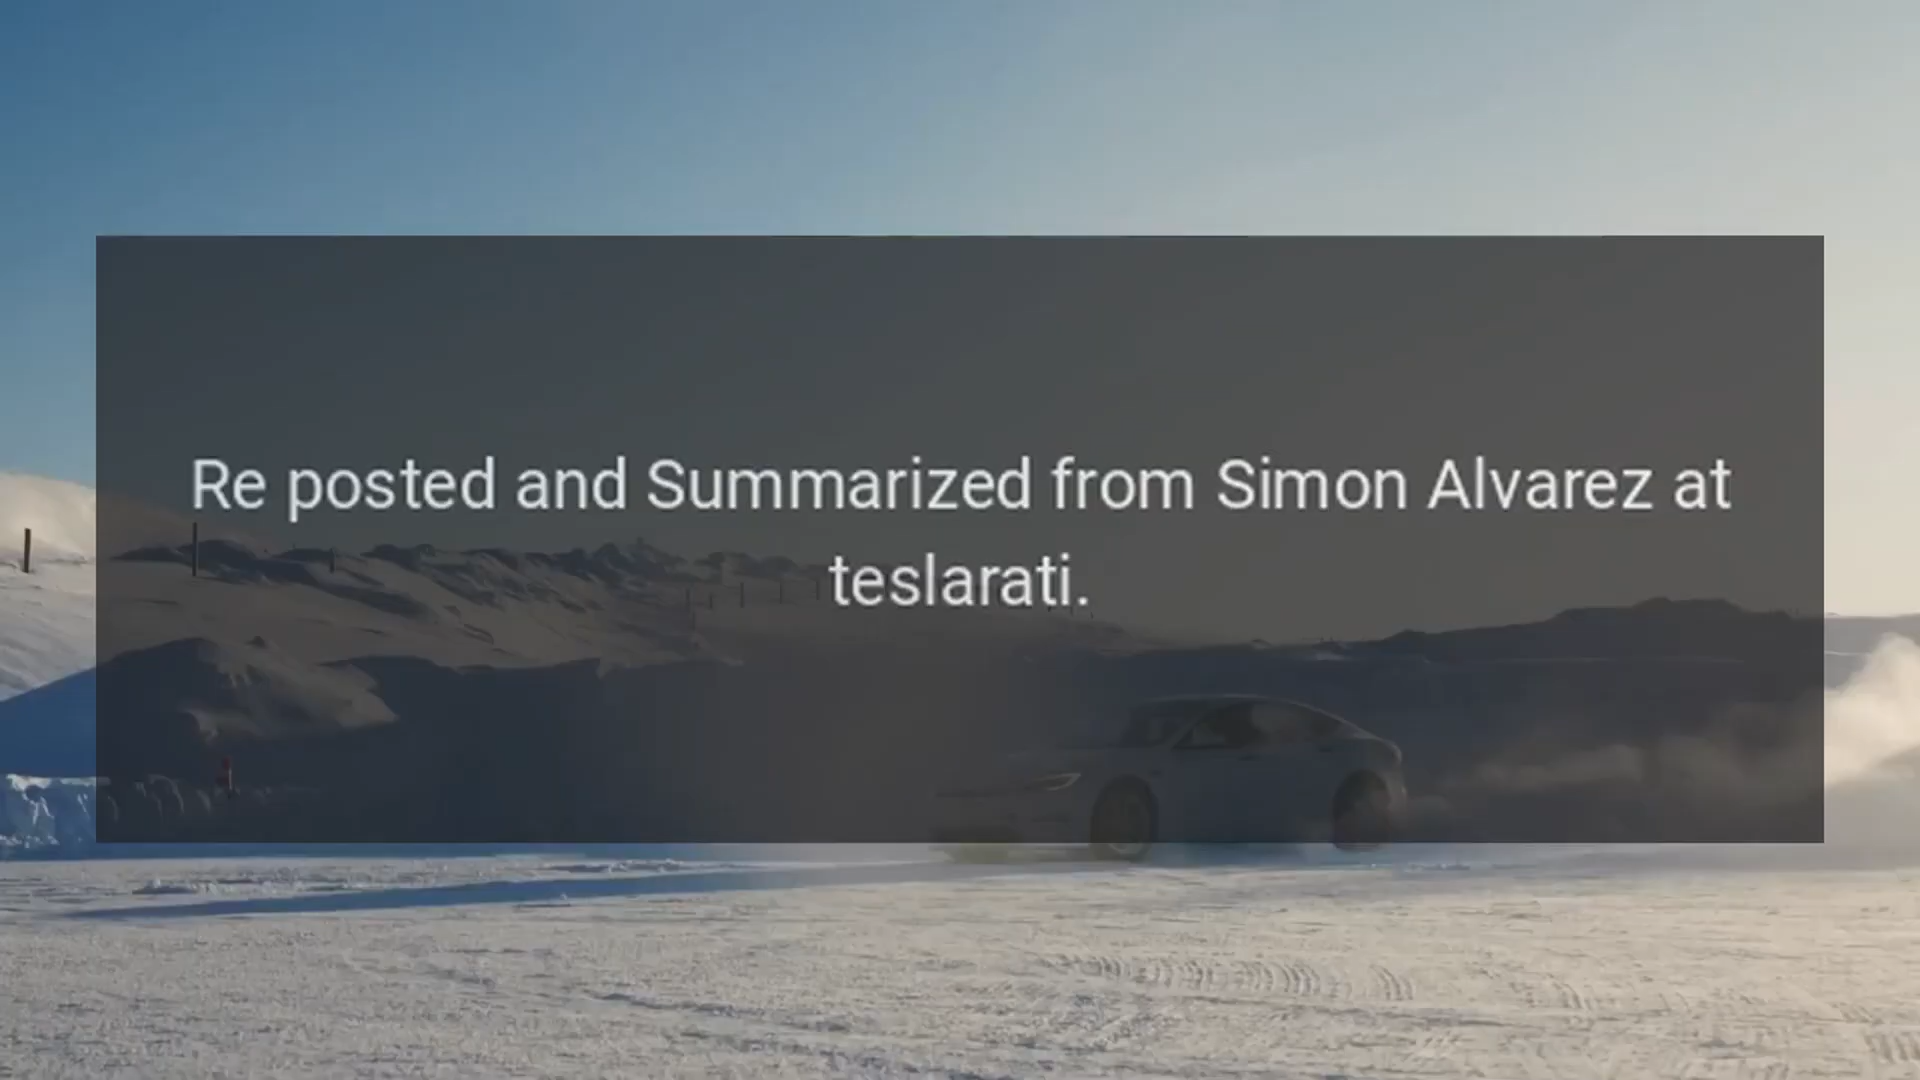 Re posted and Summarized from Simon Alvarez at
teslarati.